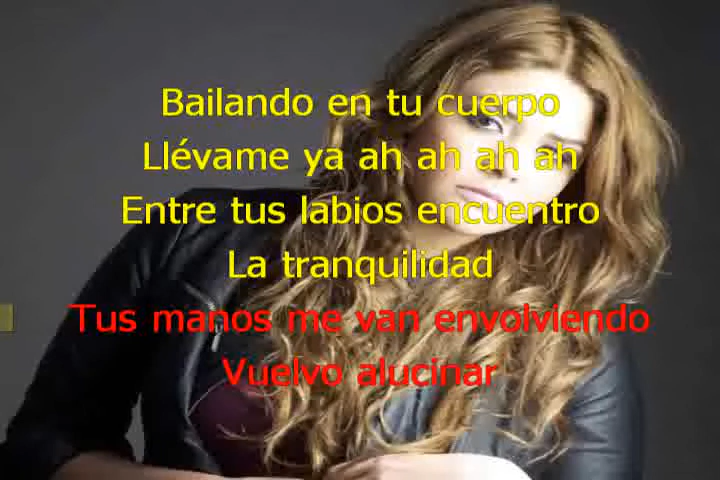 Bailando en tu cuerpo
Llévame ya ah ah ah ah
Entre tus labios encuentro
La tranquilidad
Tus manos me van envolviendo
Vuelvo alucinar